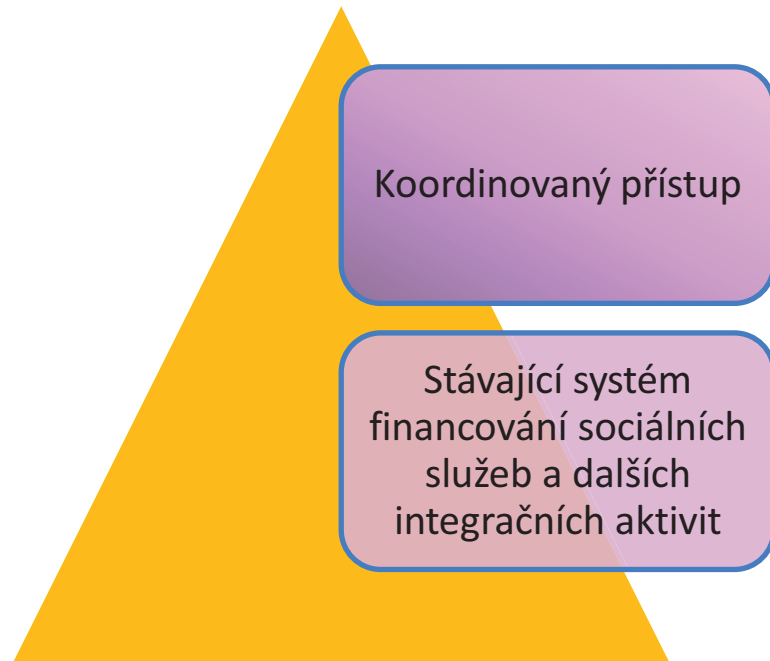 Koordinovaný přístup
Stávající systém
financování sociálních
služeb a dalších
integračních aktivit